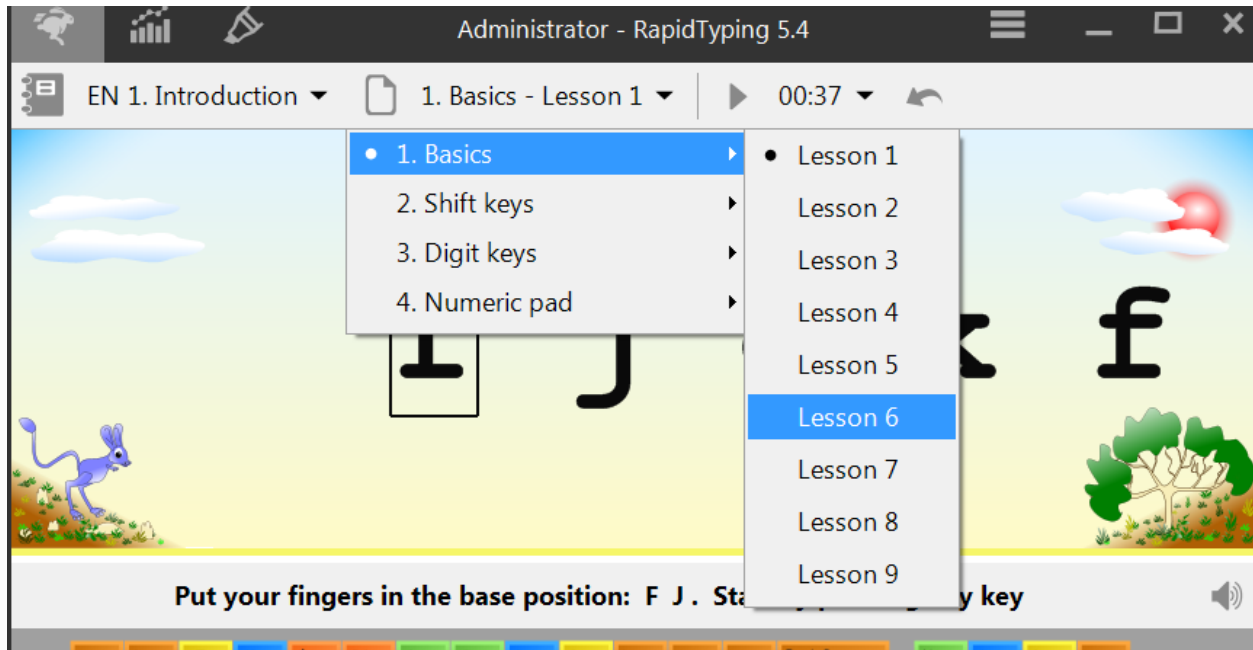 Administrator - RapidTyping 5.4
EN 1. Introduction
1. Basics - Lesson 1
00:37
1. Basics
2. Shift keys
3. Digit keys
4. Numeric pad
Lesson 1
Lesson 2
Lesson 3
Lesson 4
Lesson 5
Lesson 6
Lesson 7
Lesson 8
Lesson 9
j f
Put your fingers in the base position: F J . key